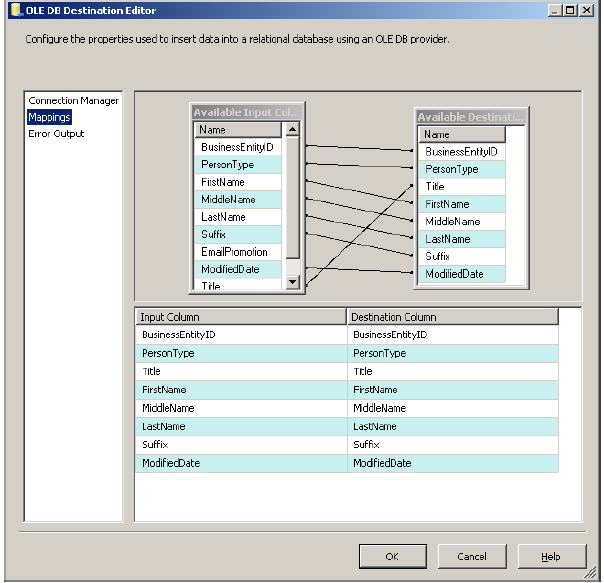 OLE DB Destination Editor
Configure the properties used to insert data into a relational database using an OLE DB provider.
Connection Manager
Mappings
Error Output
Available Input Col...
Name
BusinessEntityID
PersonType
FirstName
MiddleName
LastName
Suffix
EmailPromotion
ModifiedDate
Title
Available Destinati...
Name
BusinessEntityID
PersonType
Title
FirstName
MiddleName
LastName
Suffix
ModifiedDate
Input Column Destination Column
BusinessEntityID BusinessEntityID
PersonType PersonType
Title Title
FirstName FirstName
MiddleName MiddleName
LastName LastName
Suffix Suffix
ModifiedDate ModifiedDate
OK Cancel Help